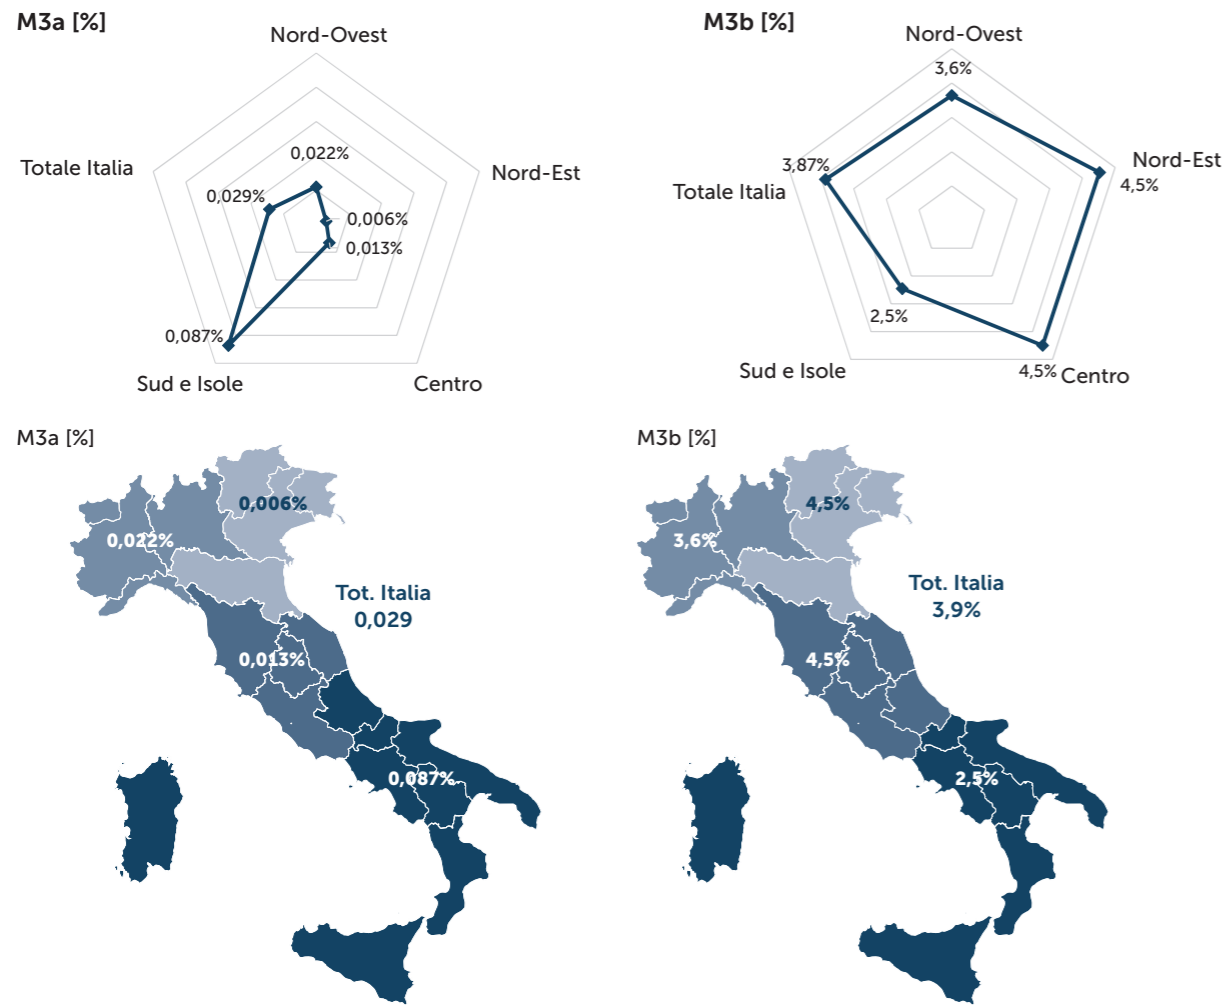 M3a [%]
Nord-Ovest
0,022%
Nord-Est
0,006%
0,013%
Centro
Sud e Isole
0,087%
Totale Italia
0,029%
M3b [%]
Nord-Ovest
3,6%
Nord-Est
4,5%
4,5%
Centro
Sud e Isole
2,5%
3,87%
Totale Italia
M3a [%]
0,006%
0,022%
Tot. Italia
0,029
0,013%
0,087%
M3b [%]
4,5%
3,6%
Tot. Italia
3,9%
4,5%
2,5%